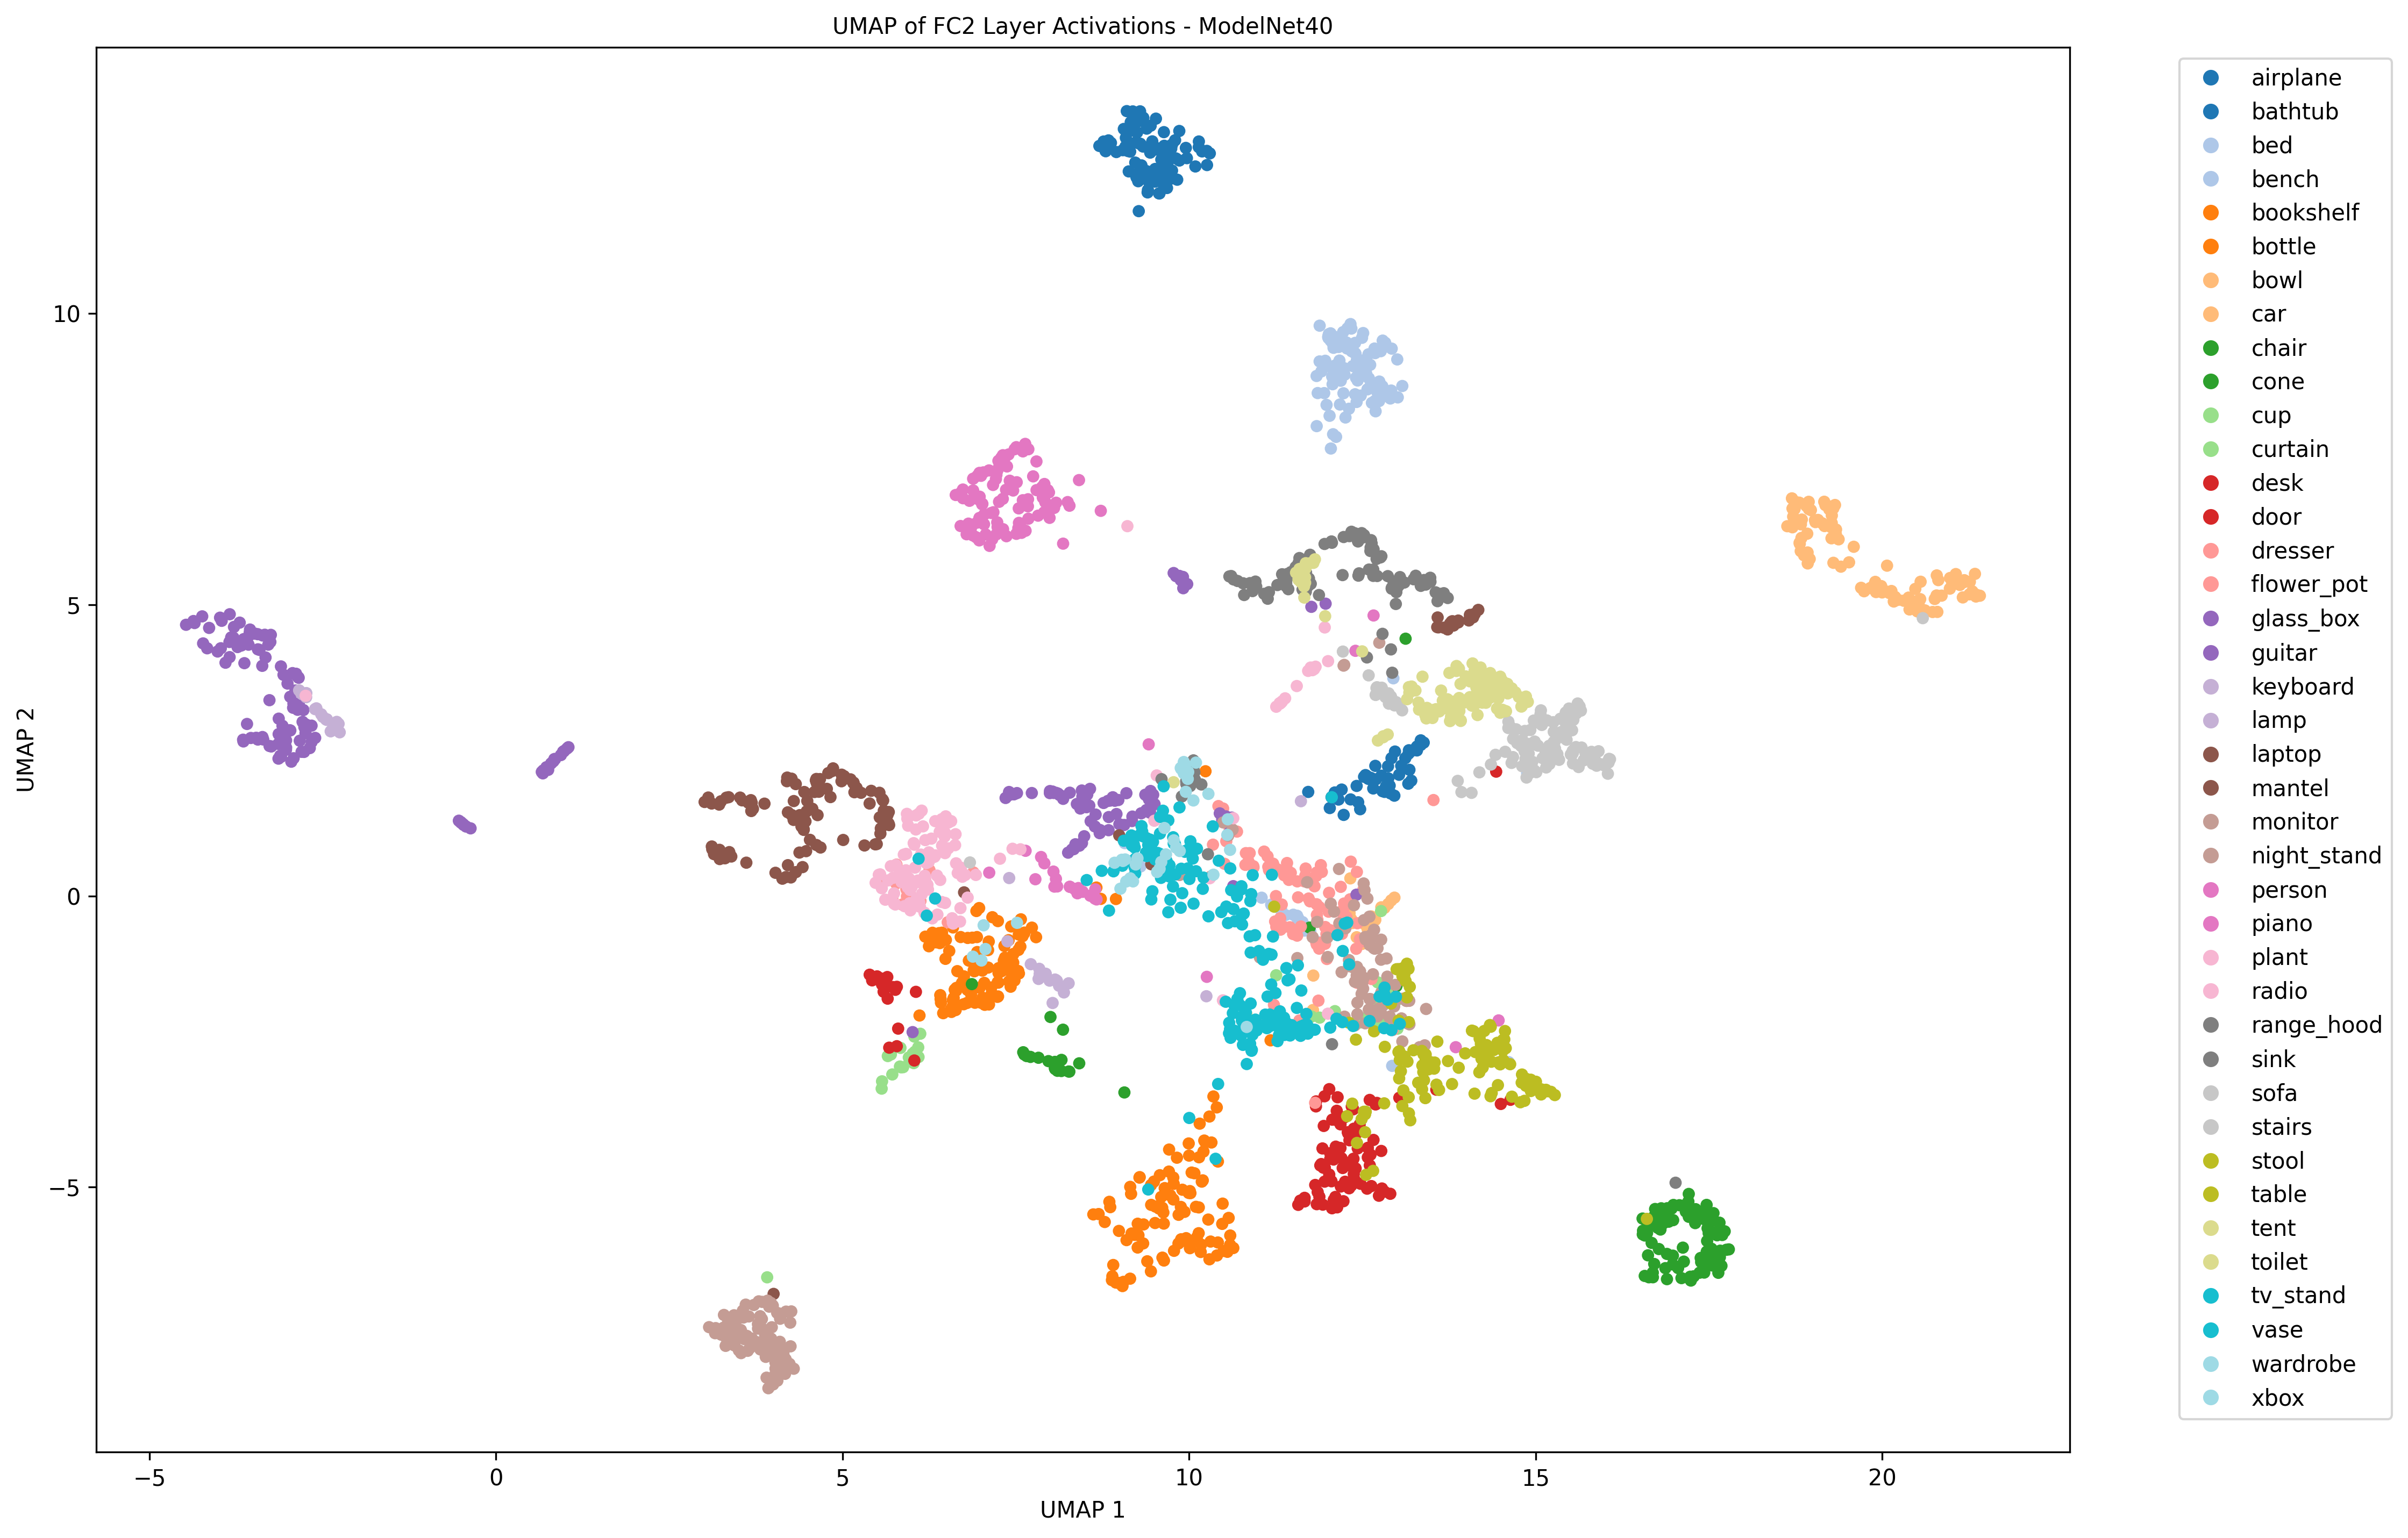 UMAP of FC2 Layer Activations - ModelNet40
10
5
0
−5
UMAP 2
−5
0
5
10
15
20
UMAP 1
airplane
bathtub
bed
bench
bookshelf
bottle
bowl
car
chair
cone
cup
curtain
desk
door
dresser
flower_pot
glass_box
guitar
keyboard
lamp
laptop
mantel
monitor
night_stand
person
piano
plant
radio
range_hood
sink
sofa
stairs
stool
table
tent
toilet
tv_stand
vase
wardrobe
xbox